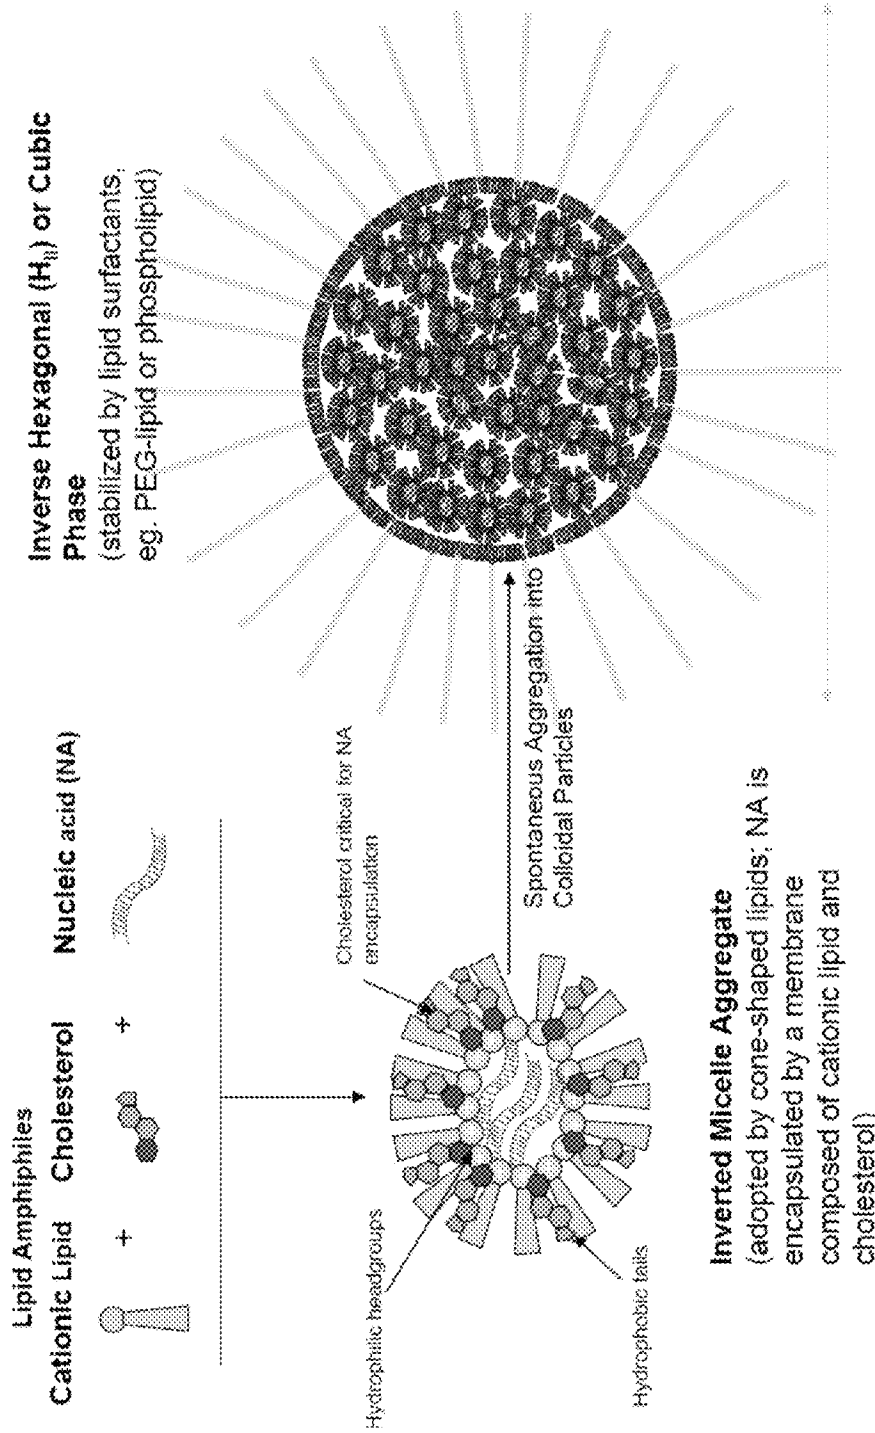 Lipid Amphiphiles
Cationic Lipid
+
Cholesterol
+
Nucleic acid (NA)
Hydrophilic headgroups
Cholesterol critical for NA
encapsulation
Hydrophobic tails
Inverted Micelle Aggregate
(adopted by cone-shaped lipids; NA is
encapsulated by a membrane
composed of cationic lipid and
cholesterol)
Spontaneous Aggregation into
Colloidal Particles
Inverse Hexagonal (H_II) or Cubic
Phase
(stabilized by lipid surfactants,
eg. PEG-lipid or phospholipid)